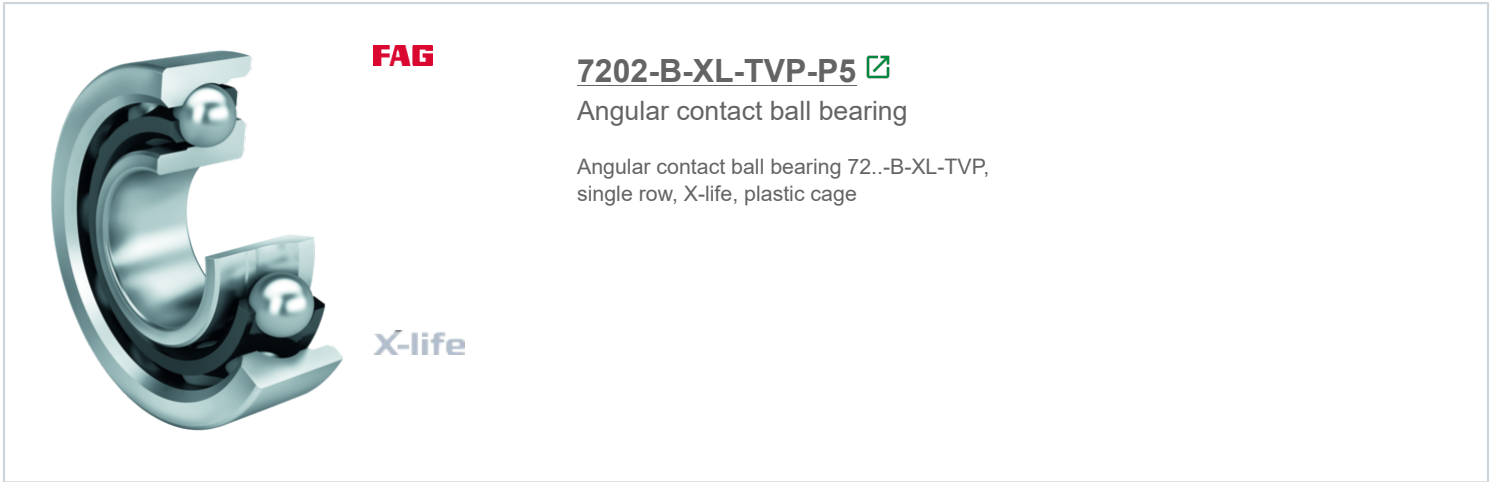 FAG
7202-B-XL-TVP-P5
Angular contact ball bearing
Angular contact ball bearing 72..-B-XL-TVP,
single row, X-life, plastic cage
X-life